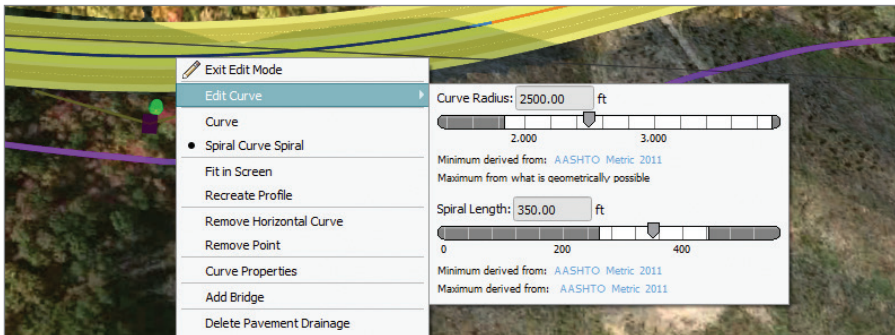 Exit Edit Mode
Edit Curve
Curve
Spiral Curve Spiral
Fit in Screen
Recreate Profile
Remove Horizontal Curve
Remove Point
Curve Properties
Add Bridge
Delete Pavement Drainage
Curve Radius: 2500.00 ft
2.000 3.000
Minimum derived from: AASHTO Metric 2011
Maximum from what is geometrically possible
Spiral Length: 350.00 ft
0 200 400
Minimum derived from: AASHTO Metric 2011
Maximum derived from: AASHTO Metric 2011